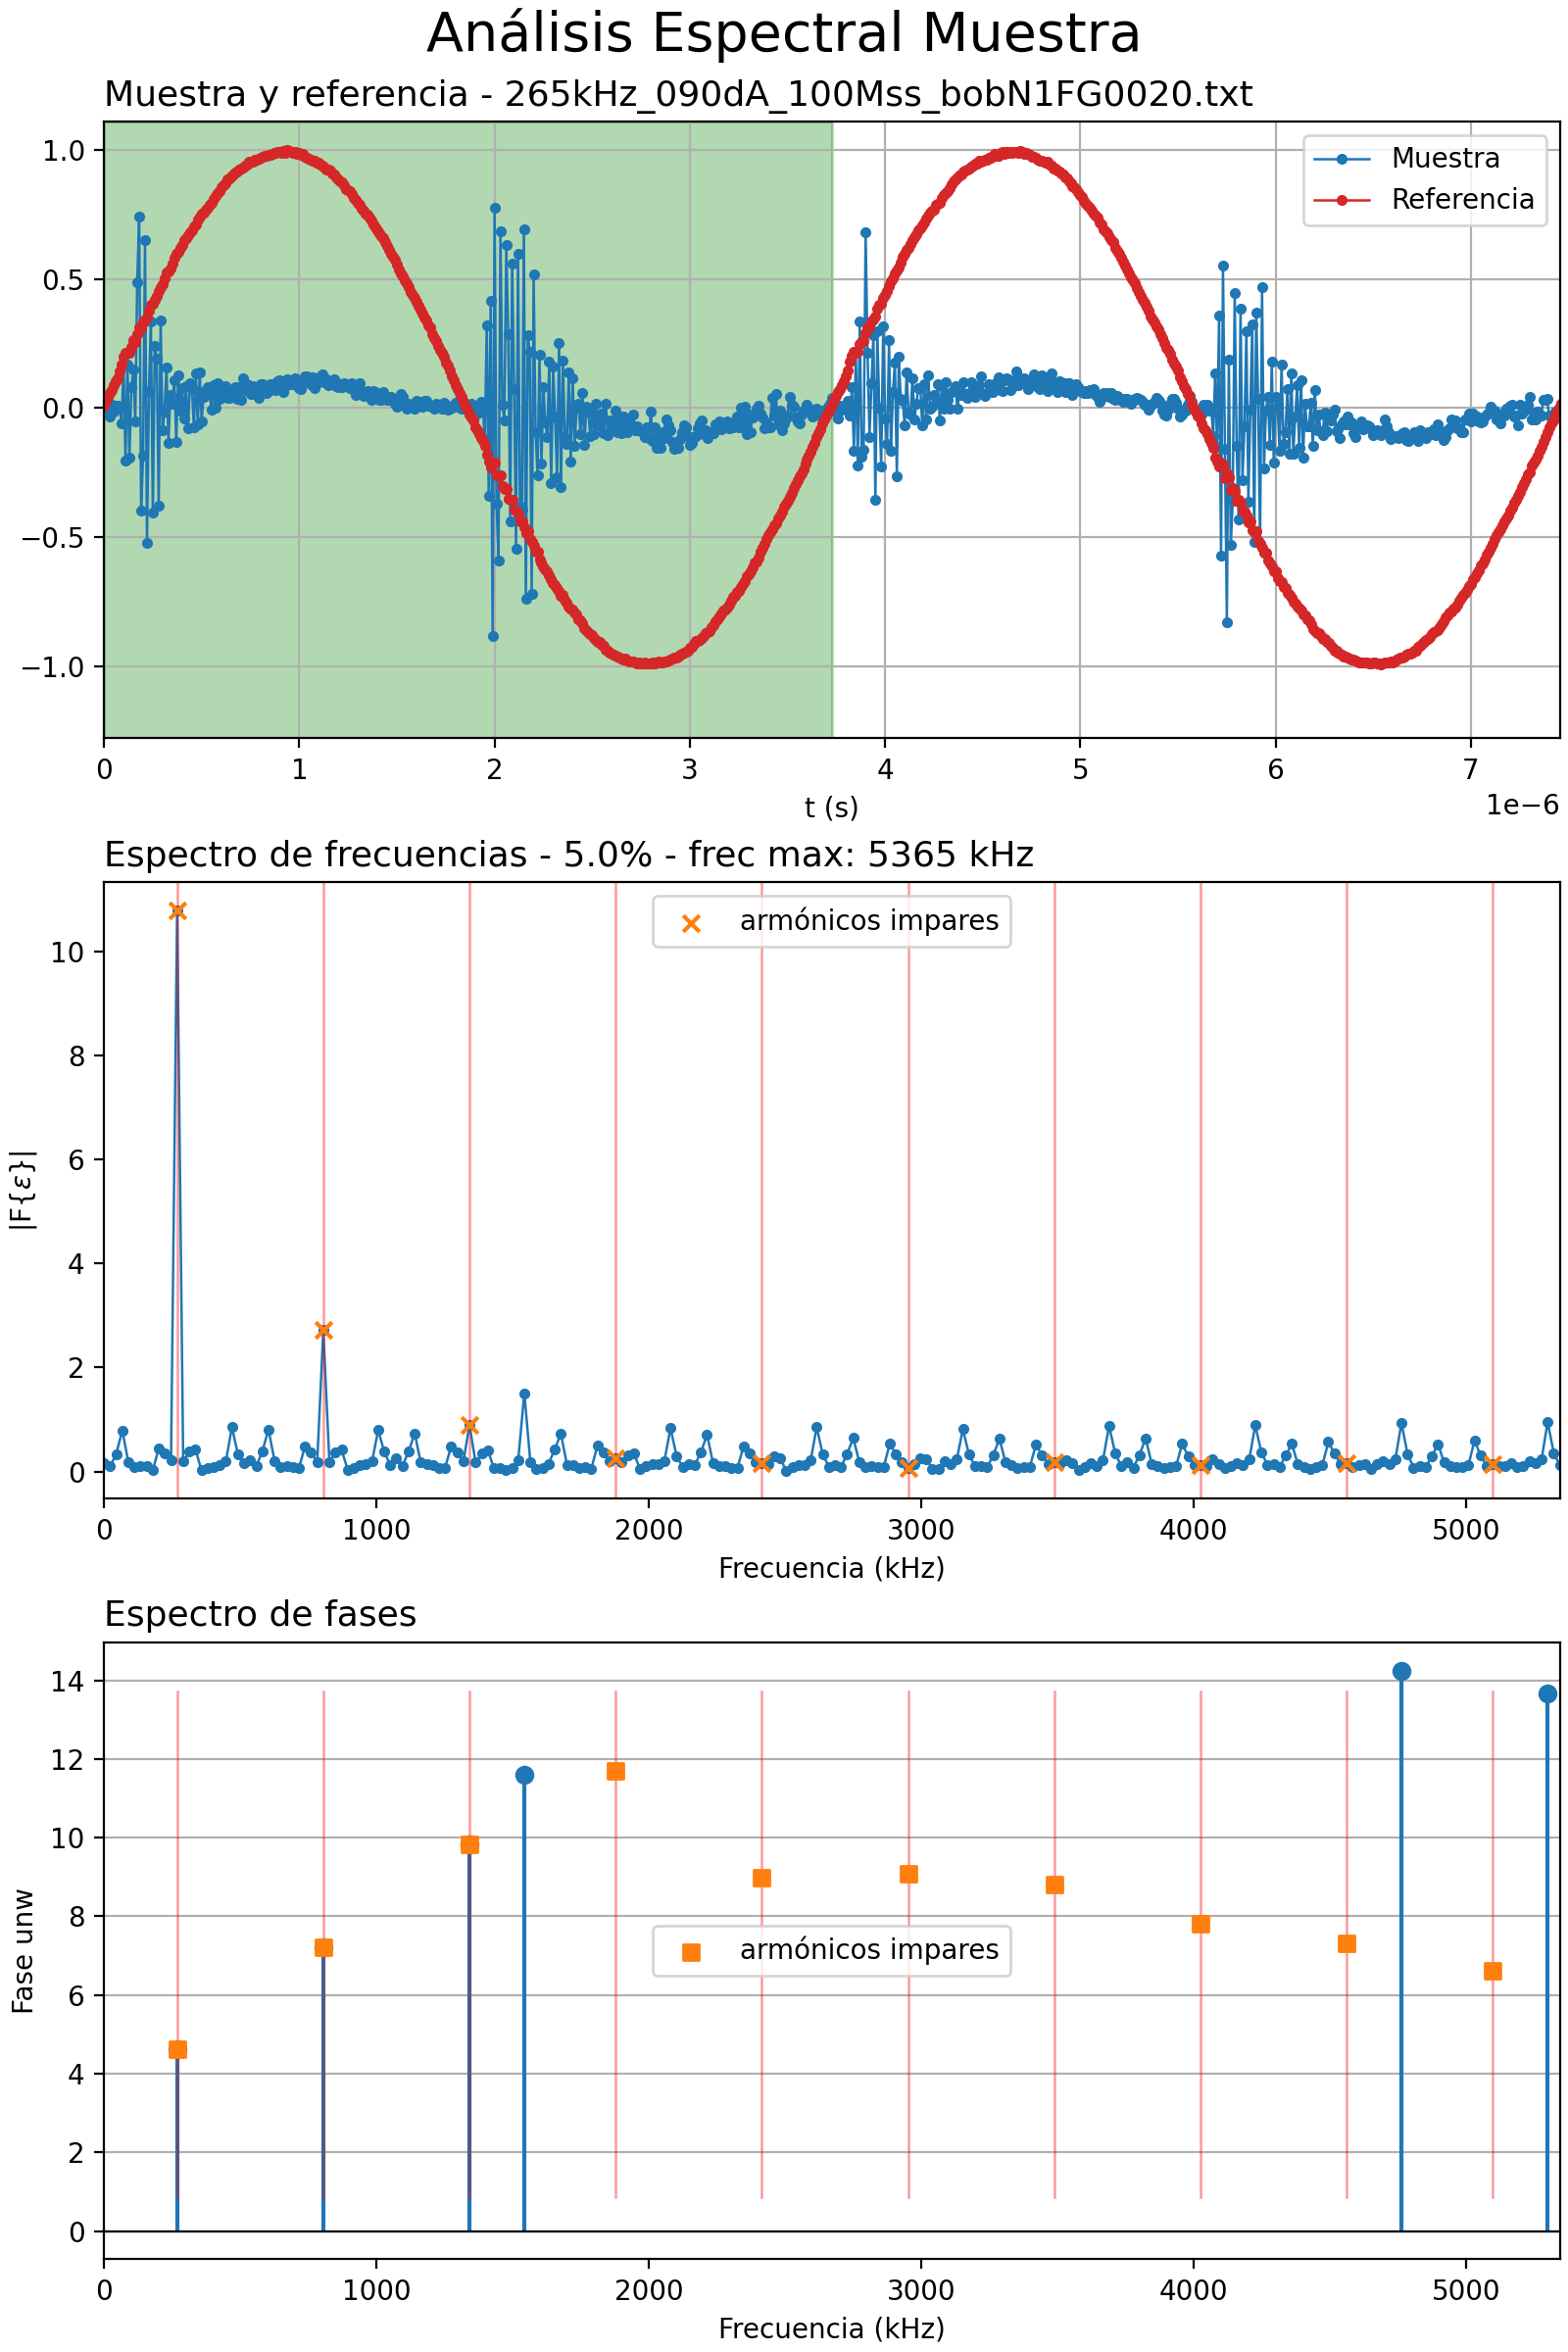 Análisis Espectral Muestra
Muestra y referencia - 265kHz_090dA_100Mss_bobN1FG0020.txt
1.0
0.5
0.0
−0.5
−1.0
Muestra
Referencia
0 1 2 3 4 5 6 7
1e−6
t (s)
Espectro de frecuencias - 5.0% - frec max: 5365 kHz
armónicos impares
10
8
6
4
2
0
|F{ε}|
0 1000 2000 3000 4000 5000
Frecuencia (kHz)
Espectro de fases
14
12
10
8
6
4
2
0
Fase unw
armónicos impares
0 1000 2000 3000 4000 5000
Frecuencia (kHz)